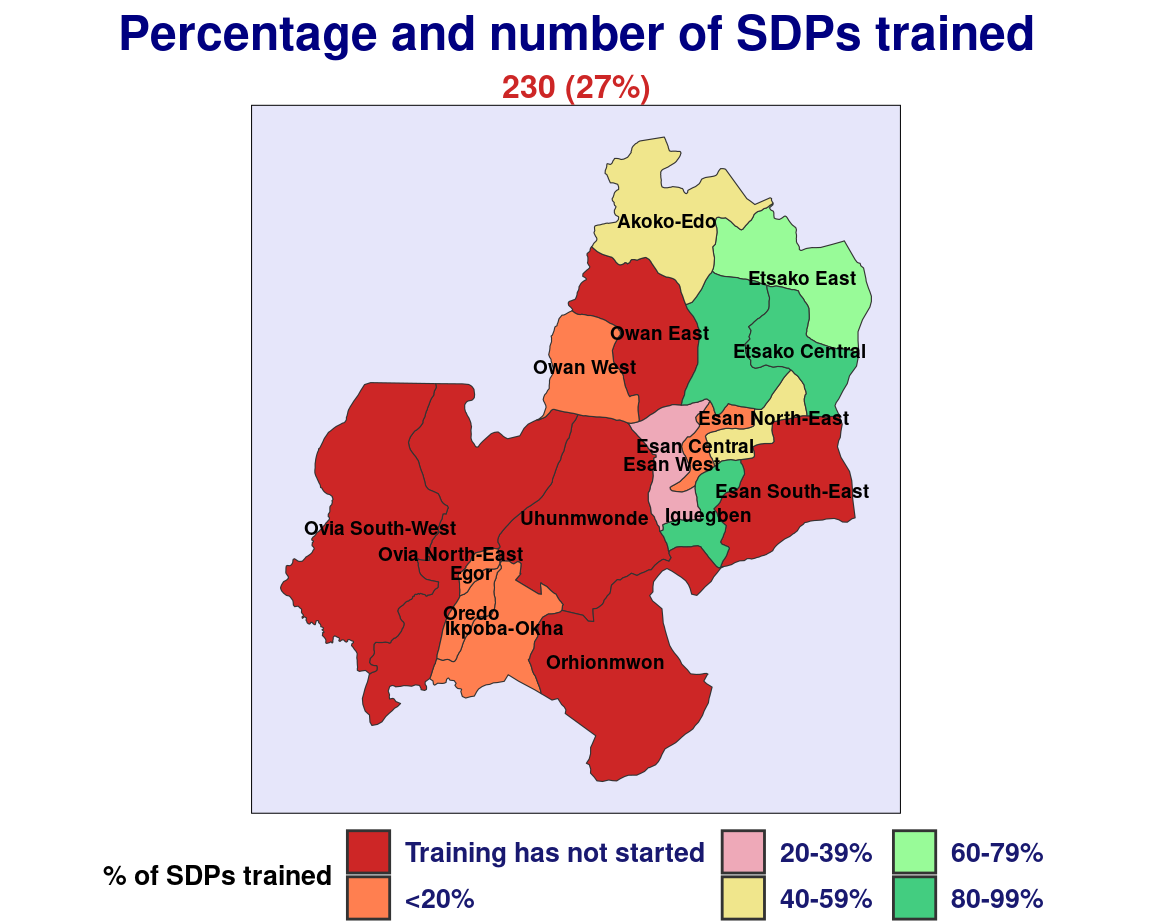 Percentage and number of SDPs trained
230 (27%)
Akoko-Edo
Etsako East
Owan East
Etsako Central
Owan West
Esan North-East
Esan Central
Esan West
Esan South-East
Iguegben
Uhunmwonde
Ovia South-West
Ovia North-East
Egor
Oredo
Ikpoba-Okha
Orhionmwon
% of SDPs trained
Training has not started
<20%
20-39%
40-59%
60-79%
80-99%